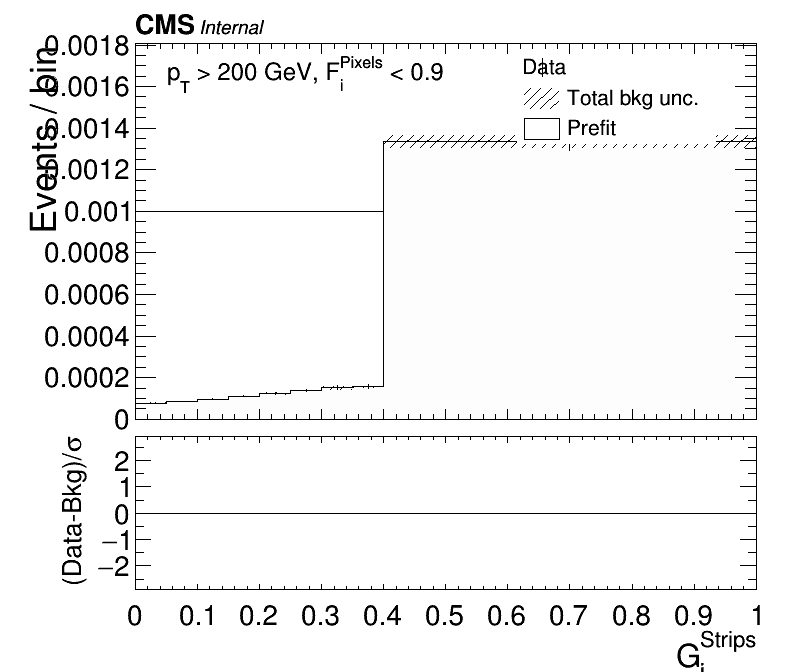 CMS Internal
Events / bin
0.0018
0.0016
0.0014
0.0012
0.001
0.0008
0.0006
0.0004
0.0002
0
p_T > 200 GeV, F_i^Pixels < 0.9
Data
Total bkg unc.
Prefit
(Data-Bkg)/σ
2
1
0
−1
−2
0 0.1 0.2 0.3 0.4 0.5 0.6 0.7 0.8 0.9 1
G_i^Strips